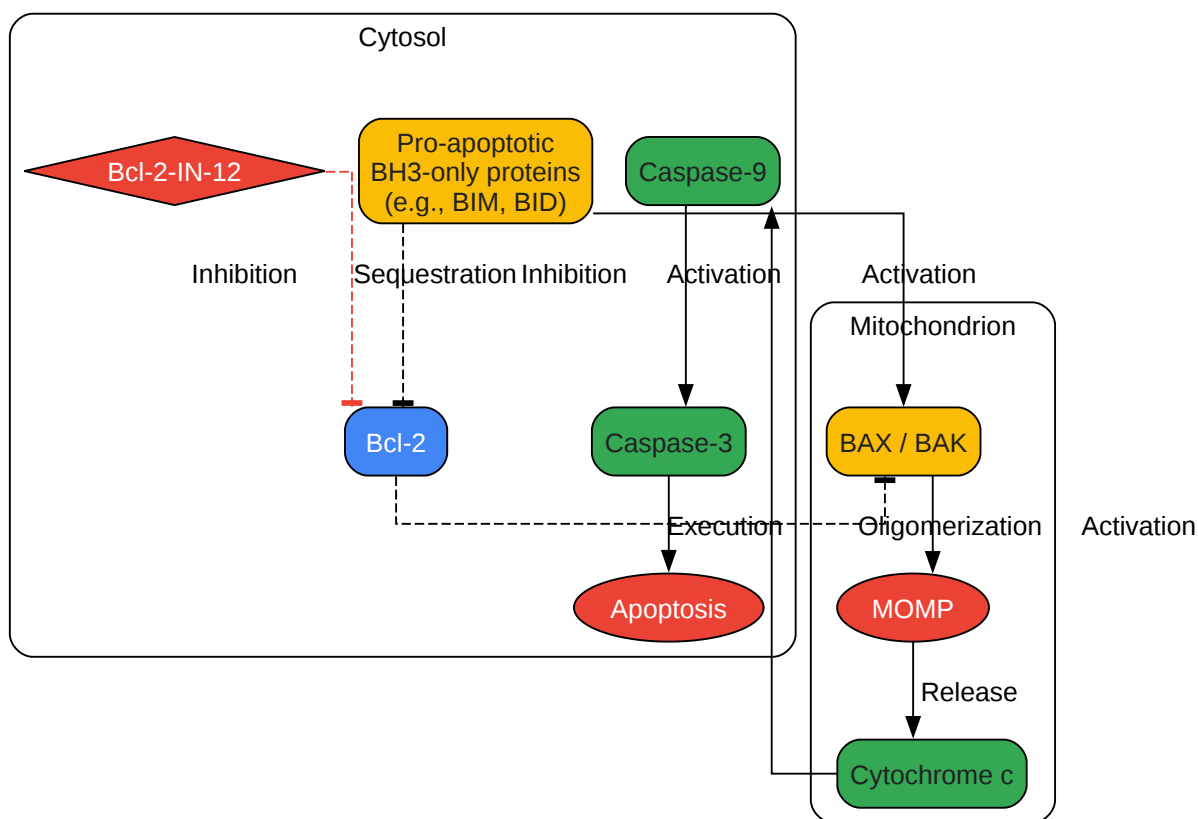 Cytosol
Bcl-2-IN-12
Pro-apoptotic
BH3-only proteins
(e.g., BIM, BID)
Caspase-9
Inhibition
Sequestration
Inhibition
Activation
Activation
Mitochondrion
Bcl-2
Caspase-3
BAX / BAK
Execution
Oligomerization
Activation
Apoptosis
MOMP
Release
Cytochrome c